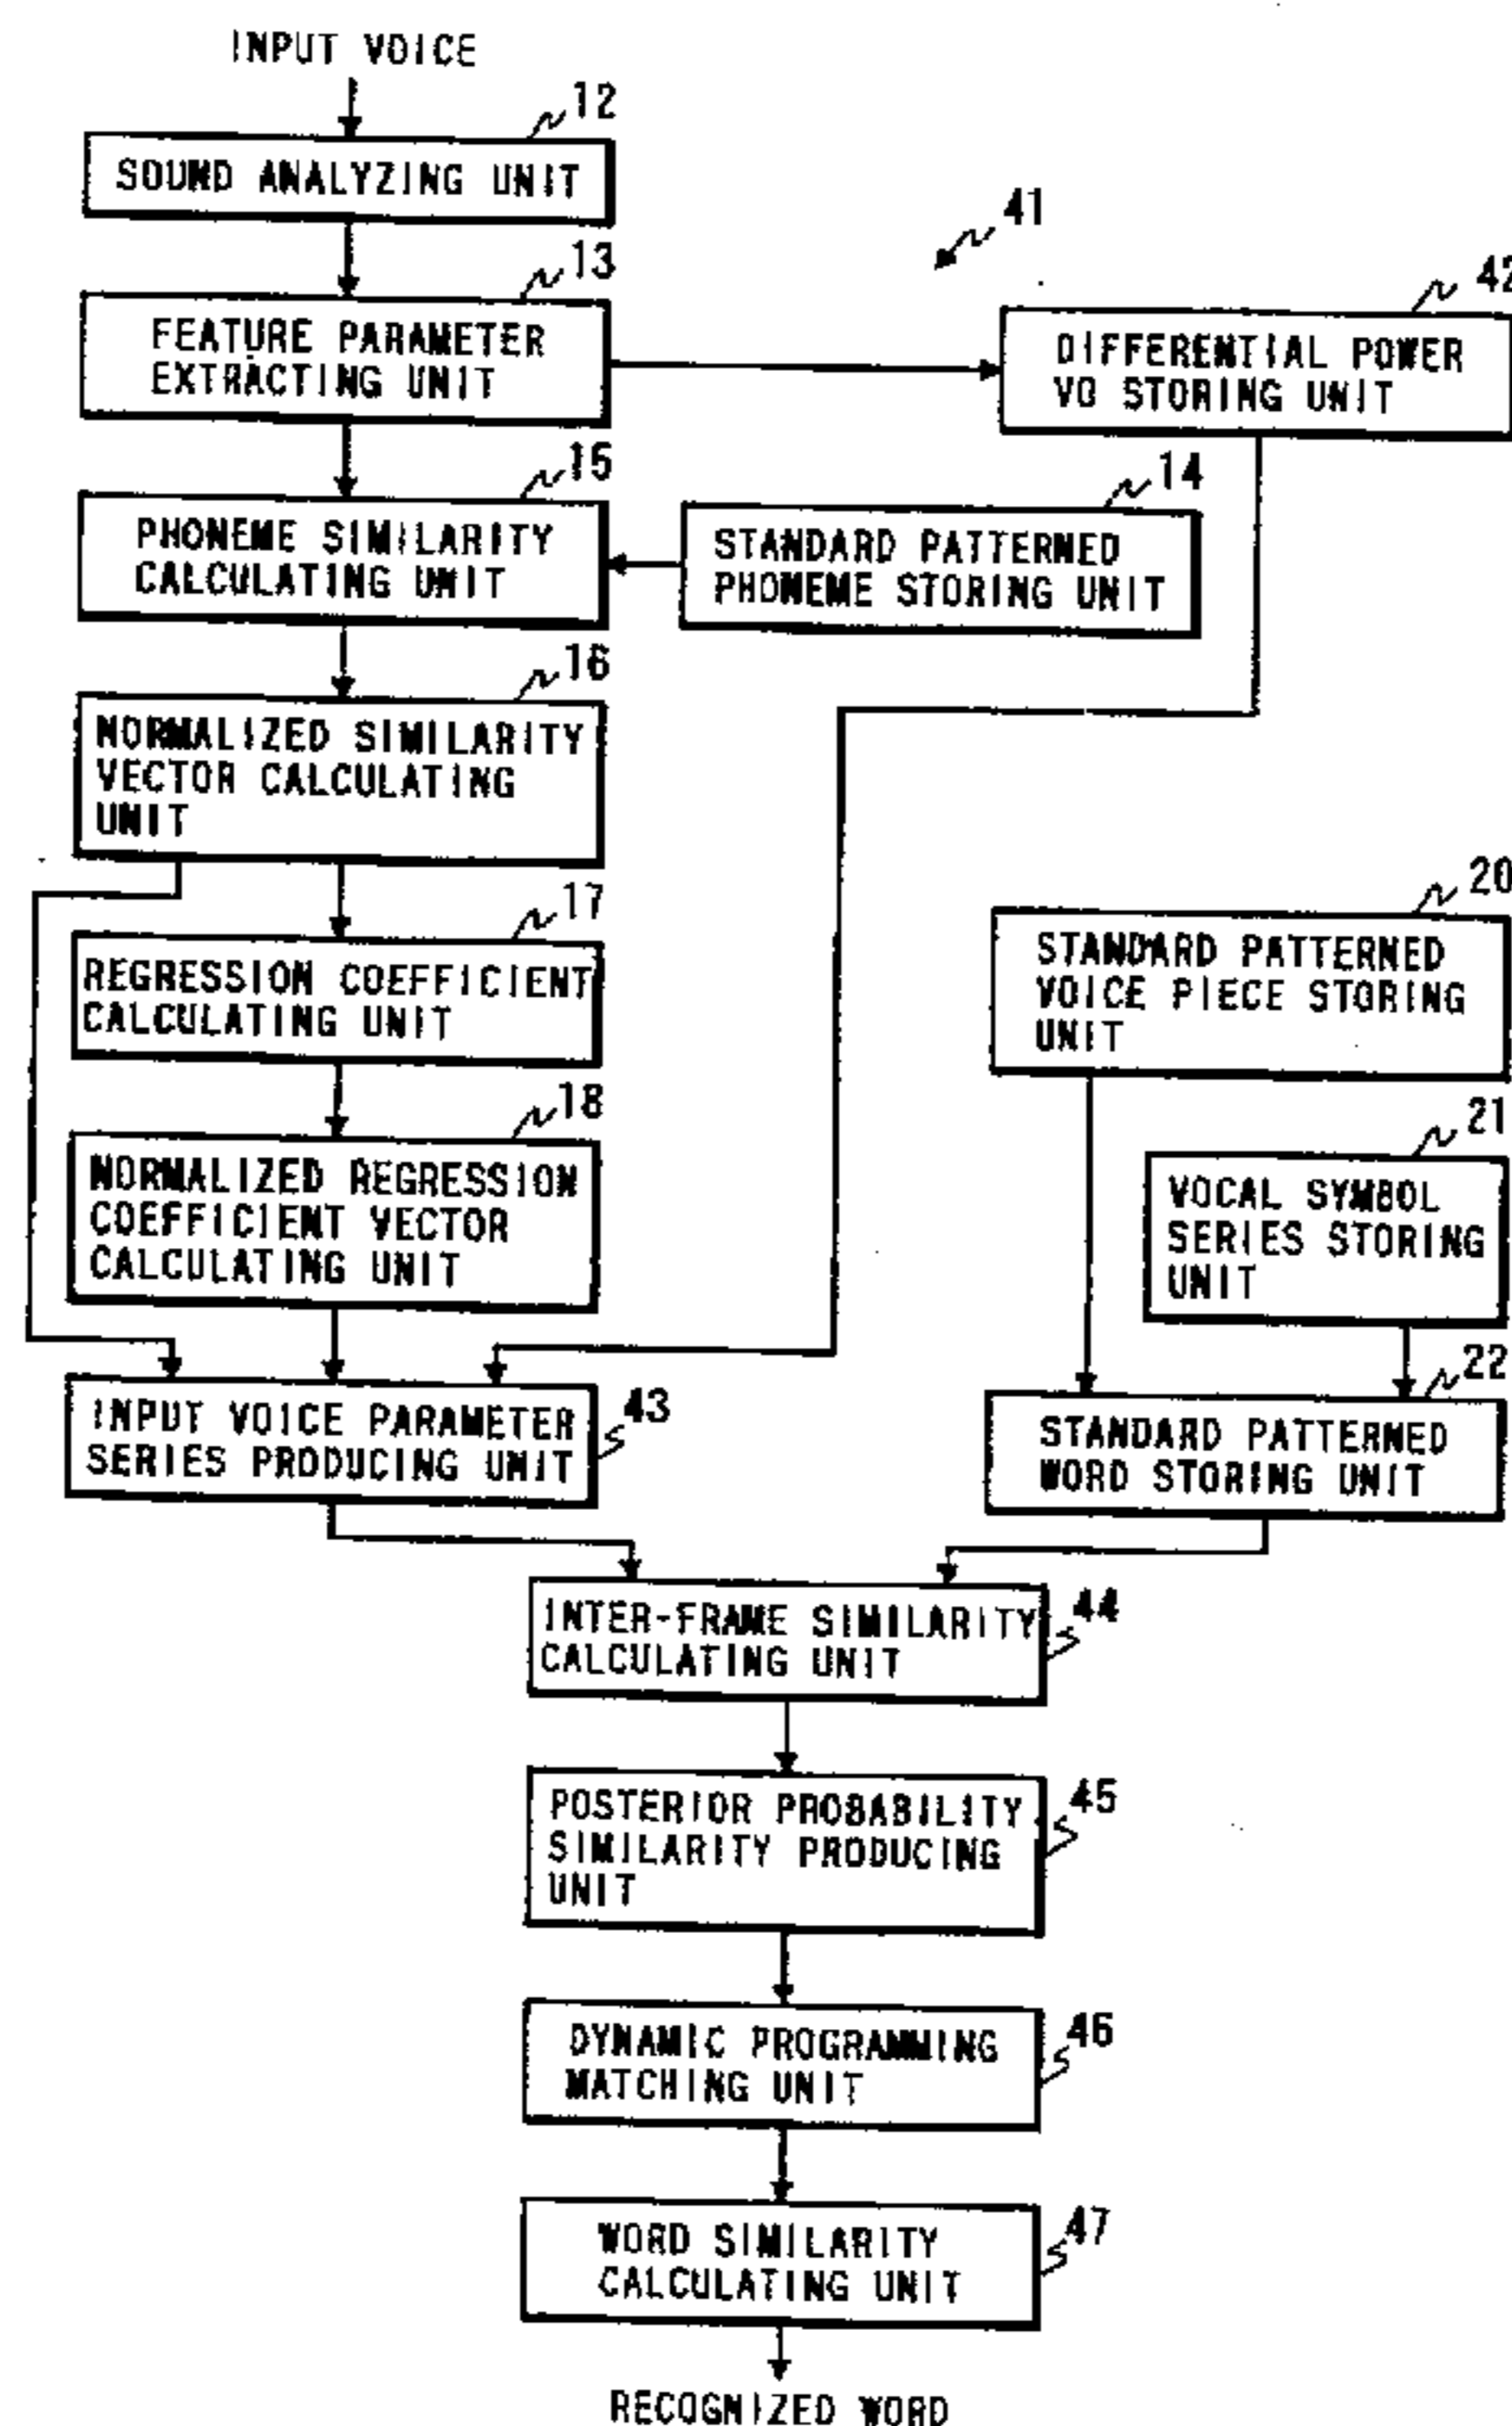 INPUT VOICE
12
SOUND ANALYZING UNIT
41
13
42
FEATURE PARAMETER
EXTRACTING UNIT
DIFFERENTIAL POWER
VQ STORING UNIT
15
14
PHONEME SIMILARITY
CALCULATING UNIT
STANDARD PATTERNED
PHONEME STORING UNIT
16
NORMALIZED SIMILARITY
VECTOR CALCULATING
UNIT
17
20
REGRESSION COEFFICIENT
CALCULATING UNIT
STANDARD PATTERNED
VOICE PIECE STORING
UNIT
18
21
NORMALIZED REGRESSION
COEFFICIENT VECTOR
CALCULATING UNIT
VOCAL SYMBOL
SERIES STORING
UNIT
22
43
INPUT VOICE PARAMETER
SERIES PRODUCING UNIT
STANDARD PATTERNED
WORD STORING UNIT
44
INTER-FRAME SIMILARITY
CALCULATING UNIT
45
POSTERIOR PROBABILITY
SIMILARITY PRODUCING
UNIT
46
DYNAMIC PROGRAMMING
MATCHING UNIT
47
WORD SIMILARITY
CALCULATING UNIT
RECOGNIZED WORD